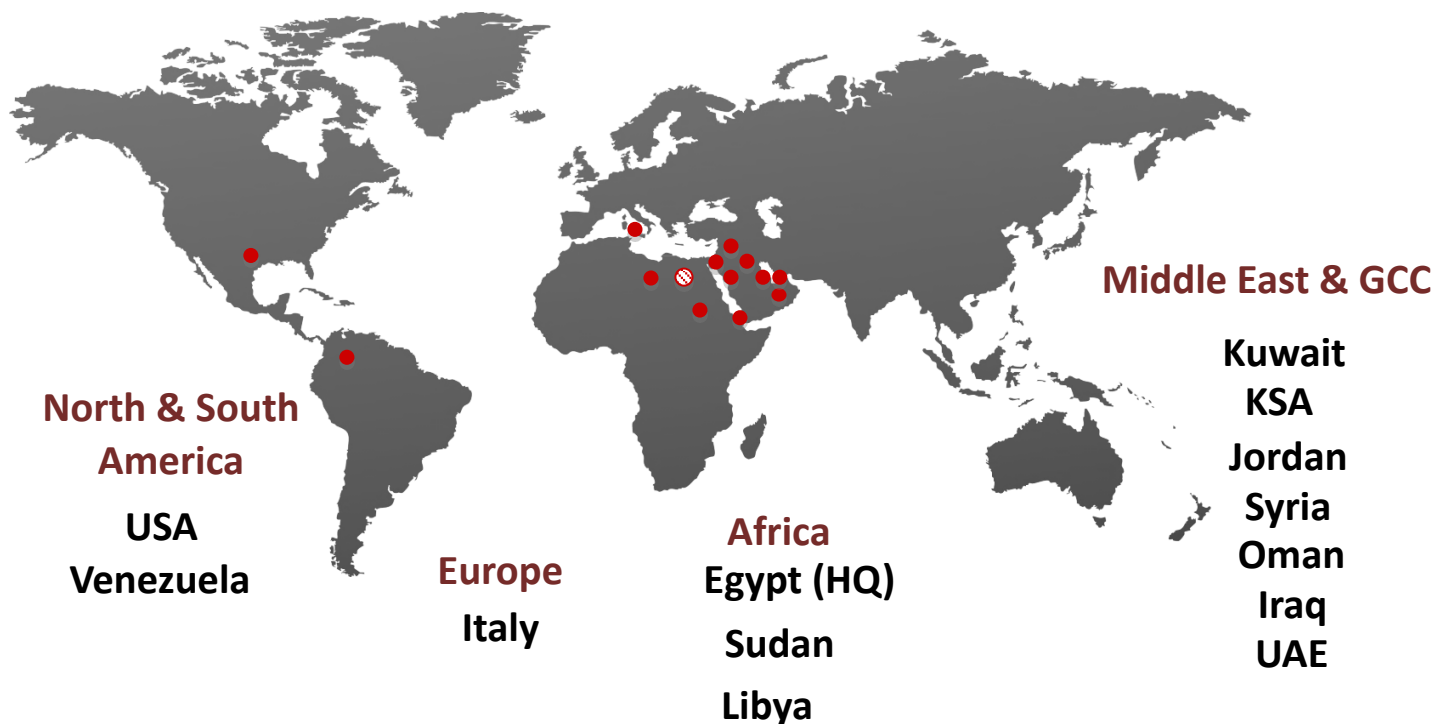 North & South
America
USA
Venezuela
Europe
Italy
Africa
Egypt (HQ)
Sudan
Libya
Middle East & GCC
Kuwait
KSA
Jordan
Syria
Oman
Iraq
UAE